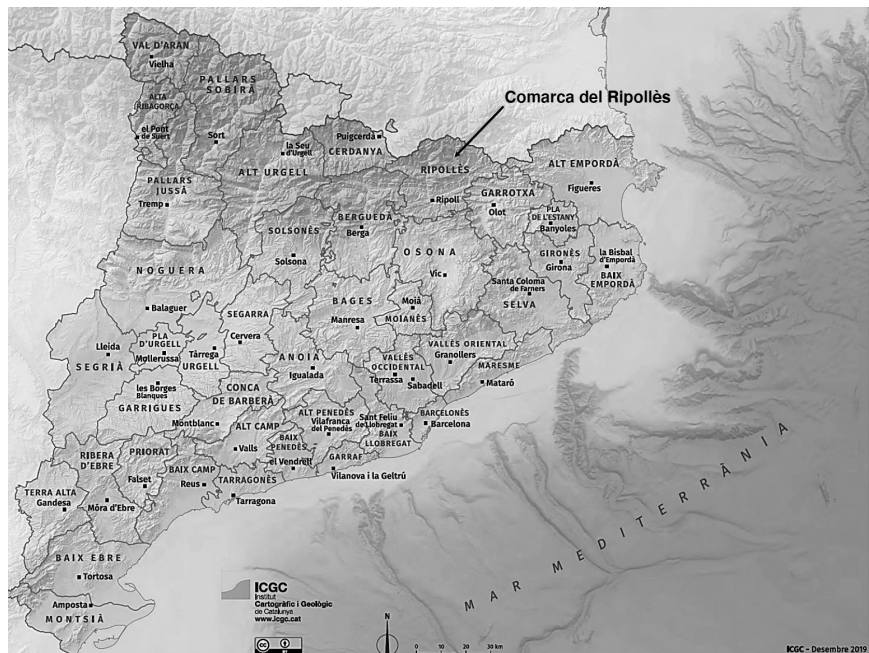 VAL D'ARAN
Vielha
PALLARS
SOBIRÀ
ALTA
RIBAGORÇA
el Pont
de Suert
Sort
Comarca del Ripollès
Puigcerdà
CERDANYA
la Seu
d'Urgell
ALT URGELL
RIPOLLÈS
Ripoll
ALT EMPORDÀ
Figueres
PALLARS
JUSSÀ
Tremp
GARROTXA
Olot
PLA
DE L'ESTANY
Banyoles
BERGUEDÀ
Berga
SOLSONÈS
Solsona
OSONA
Vic
GIRONÈS
Girona
la Bisbal
d'Empordà
BAIX
EMPORDÀ
NOGUERA
Balaguer
Santa Coloma
de Farners
SELVA
SEGARRA
Cervera
BAGES
Manresa
Moià
MOIANÈS
Lleida
SEGRIÀ
PLA
D'URGELL
Mollerussa
Tàrrega
URGELL
ANOIA
Igualada
VALLÈS ORIENTAL
Granollers
VALLÈS
OCCIDENTAL
Terrassa
Sabadell
MARESME
Mataró
les Borges
Blanques
GARRIGUES
CONCA
DE BARBERÀ
Montblanc
ALT CAMP
Valls
ALT PENEDÈS
Vilafranca
del Penedès
Sant Feliu
de Llobregat
BAIX
LLOBREGAT
BARCELONÈS
Barcelona
BAIX
PENEDÈS
el Vendrell
GARRAF
Vilanova i la Geltrú
RIBERA
D'EBRE
Móra d'Ebre
PRIORAT
Falset
BAIX CAMP
Reus
TARRAGONÈS
Tarragona
TERRA ALTA
Gandesa
BAIX EBRE
Tortosa
Amposta
MONTSIÀ
MAR MEDITERRÀNIA
ICGC
Institut
Cartogràfic i Geològic
de Catalunya
www.icgc.cat
cc
BY
N
0 10 20 30 km
ICGC – Desembre 2019